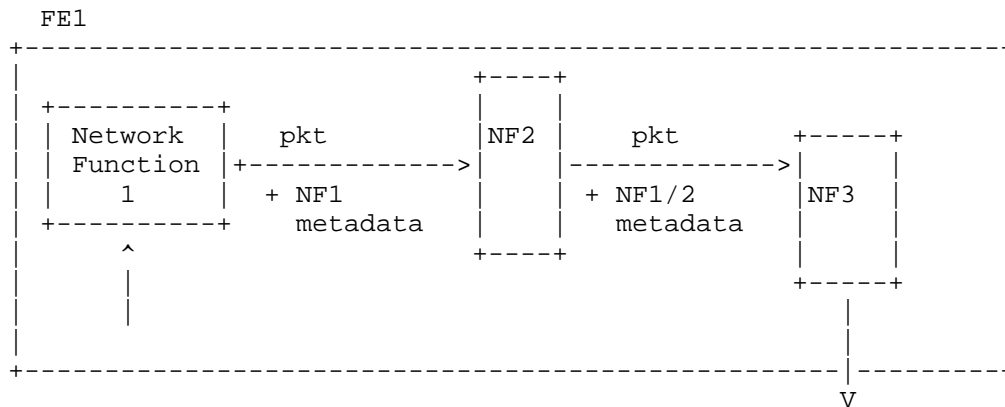 FE1
Network pkt NF2 pkt
Function
1 + NF1 + NF1/2 NF3
metadata metadata
V